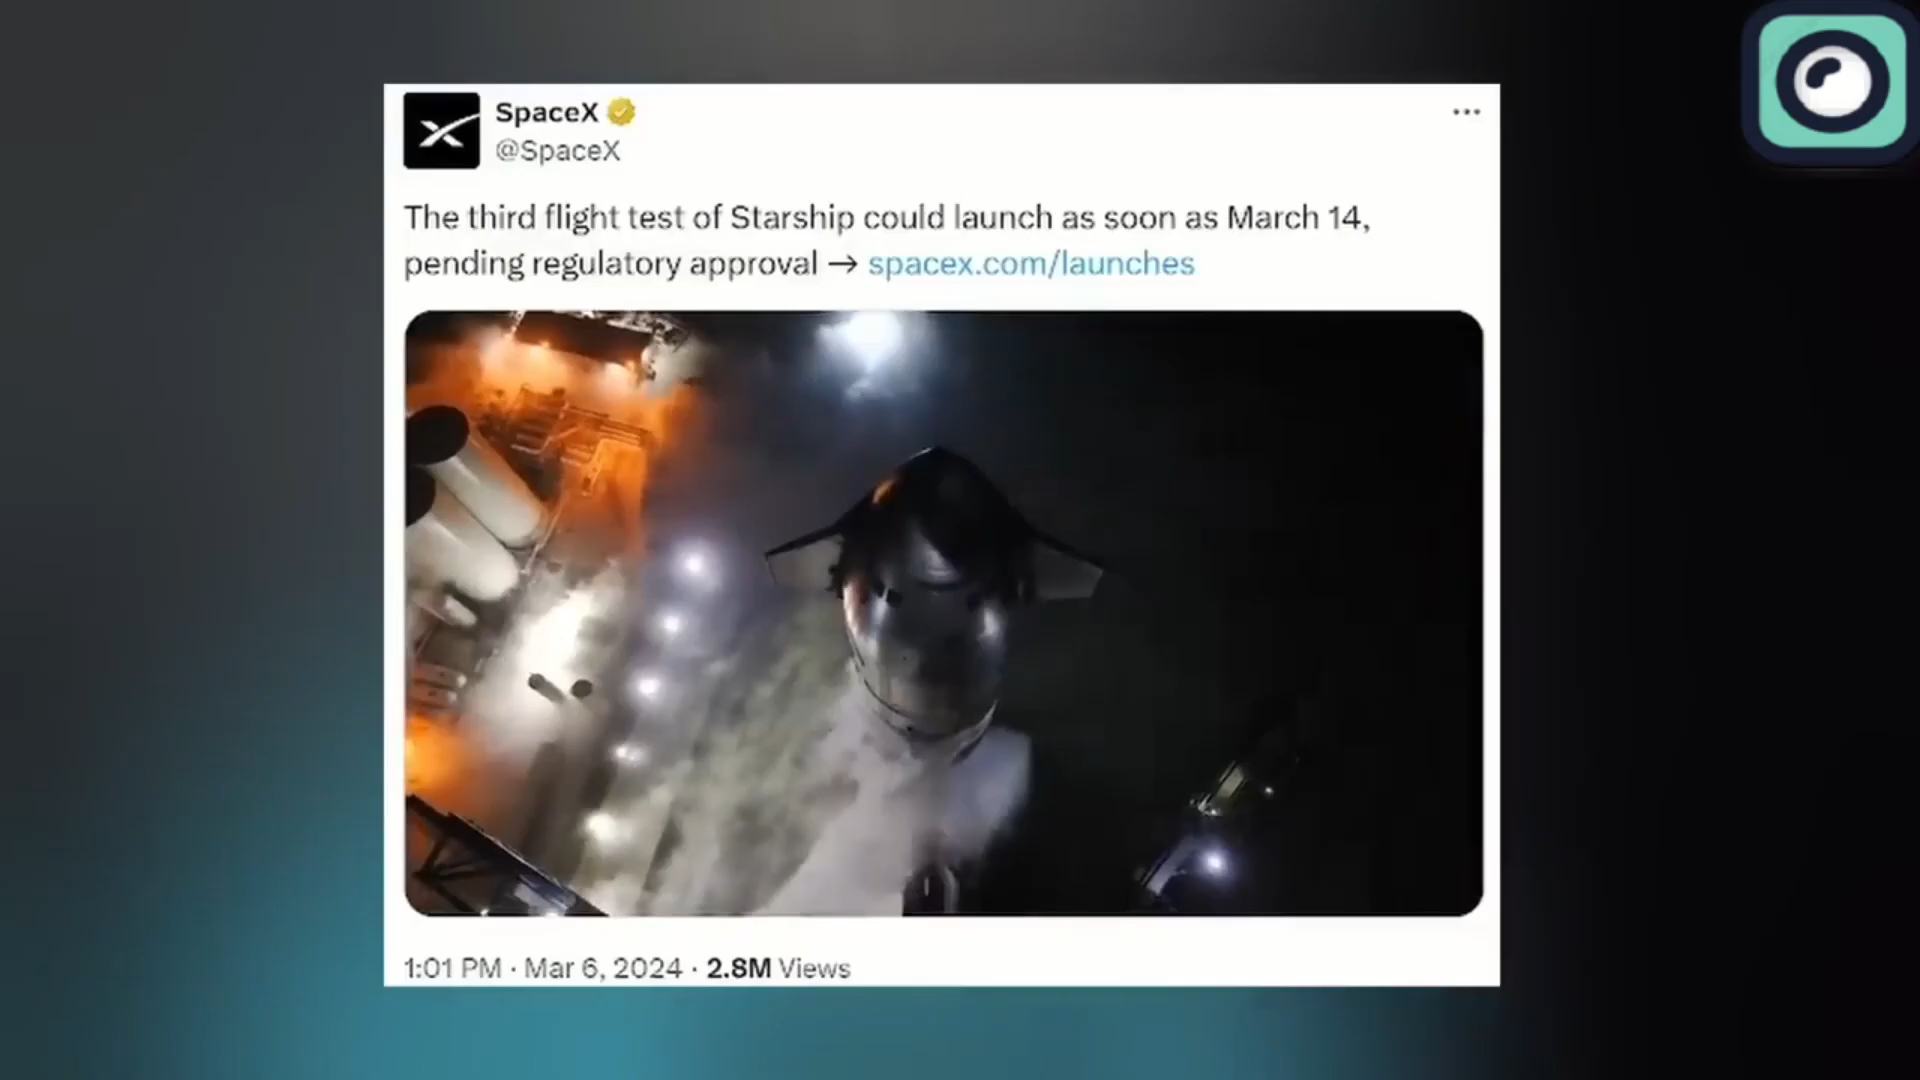 SpaceX
@SpaceX
The third flight test of Starship could launch as soon as March 14,
pending regulatory approval → spacex.com/launches
1:01 PM · Mar 6, 2024 · 2.8M Views